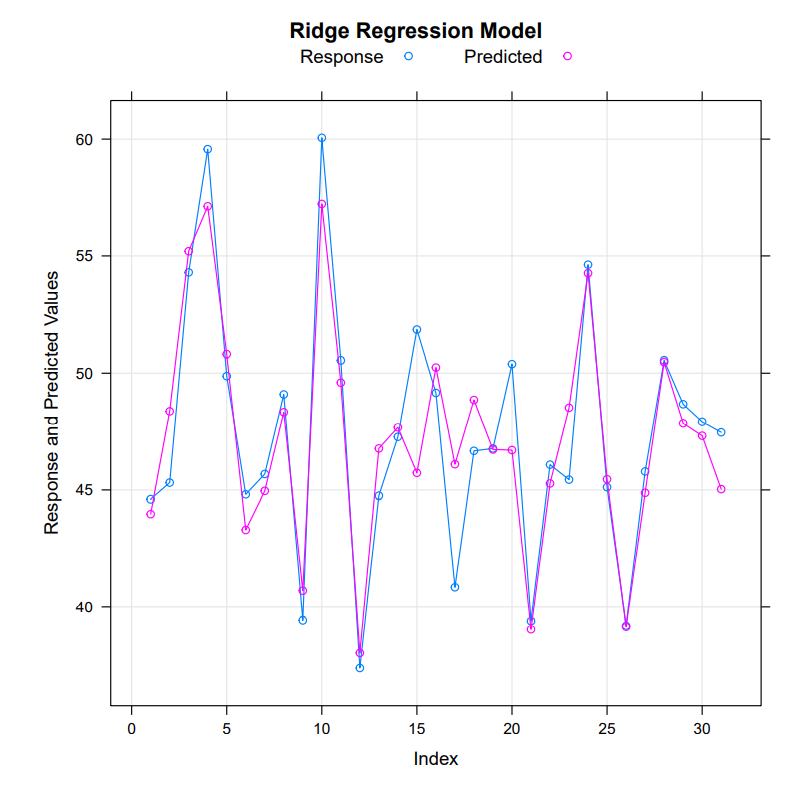 Ridge Regression Model
Response Predicted
60
55
50
45
40
Response and Predicted Values
0 5 10 15 20 25 30
Index